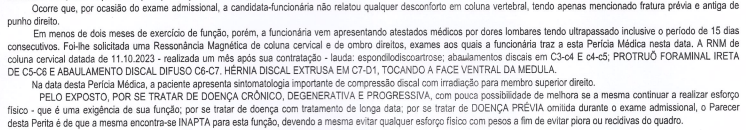 Ocorre que, por ocasião do exame admissional, a candidata-funcionária não relatou qualquer desconforto em coluna vertebral, tendo apenas mencionado fratura prévia e antiga de
punho direito.
Em menos de dois meses de exercício de função, porém, a funcionária vem apresentando atestados médicos por dores lombares tendo ultrapassado inclusive o período de 15 dias
consecutivos. Foi-lhe solicitada uma Ressonância Magnética de coluna cervical e de ombro direito, exames aos quais a funcionária traz a esta Perícia Médica nesta data. A RNM de
coluna cervical datada de 11.10.2023 - realizada um mês após sua contratação - lauda: espondilodiscoartrose; abaulamentos discais em C3-c4 E c4-c5; PROTRUÕ FORAMINAL IRETA
DE C5-C6 E ABAULAMENTO DISCAL DIFUSO C6-C7. HÉRNIA DISCAL EXTRUSA EM C7-D1, TOCANDO A FACE VENTRAL DA MEDULA.
Na data desta Perícia Médica, a paciente apresenta sintomatologia importante de compressão discal com irradiação para membro superior direito.
PELO EXPOSTO, POR SE TRATAR DE DOENÇA CRÔNICO, DEGENERATIVA E PROGRESSIVA, com pouca possibilidade de melhora se a mesma continuar a realizar esforço
físico - que é uma exigência de sua função; por se tratar de doença com tratamento de longa data; por se tratar de DOENÇA PRÉVIA omitida durante o exame admissional, o Parecer
desta Perita é de que a mesma encontra-se INAPTA para esta função, devendo a mesma evitar qualquer esforço físico com pesos a fim de evitar piora ou recidivas do quadro.